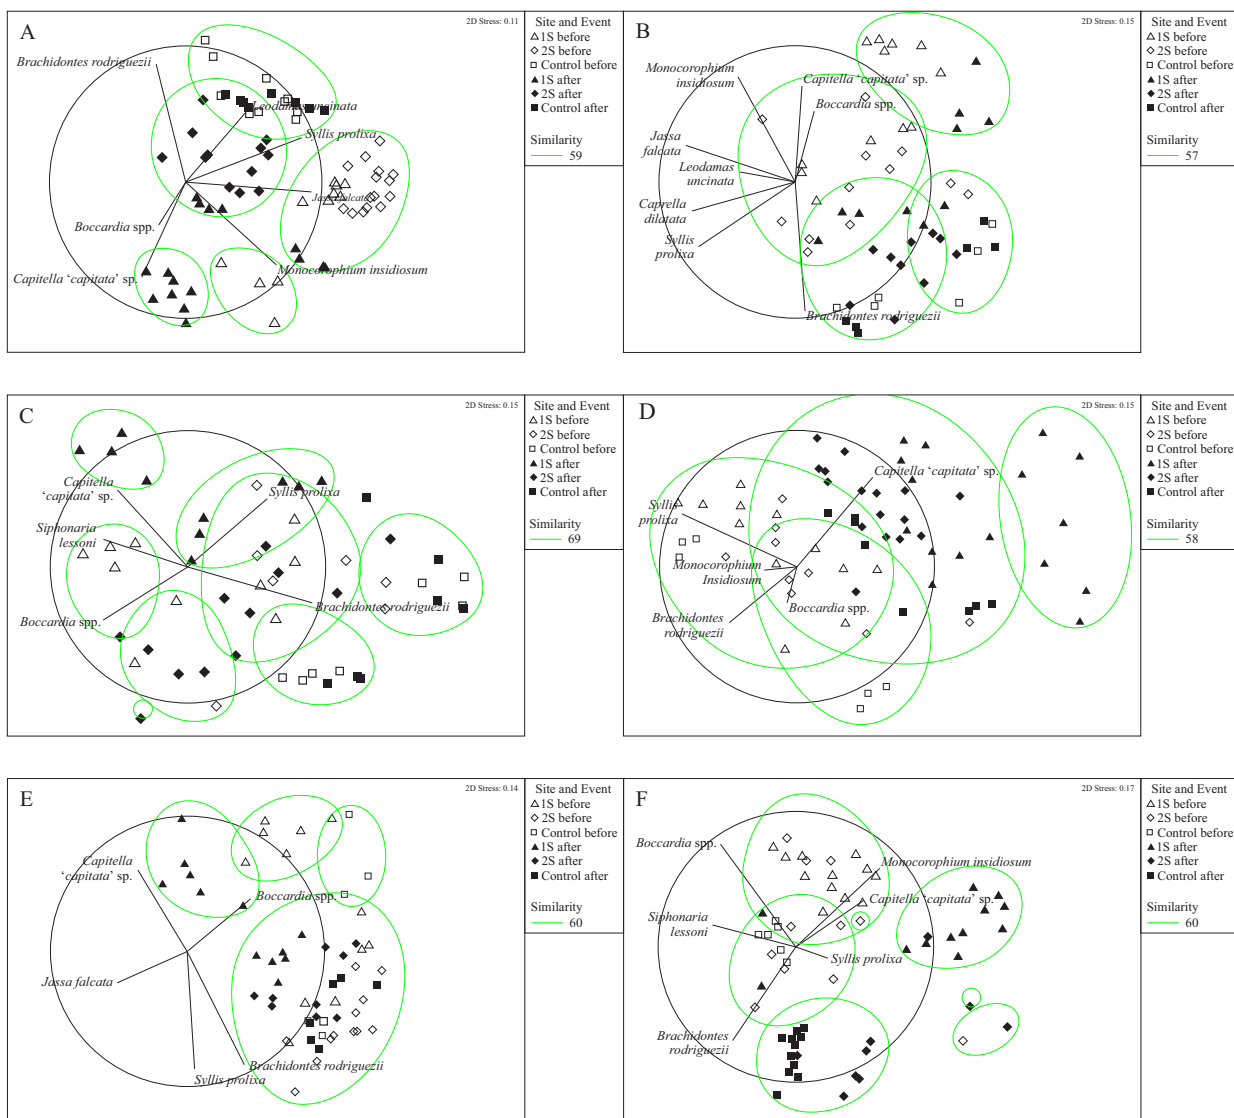 A
2D Stress: 0.11
Brachidontes rodriguezii
Leodamas uncinata
Syllis prolixa
Jassa falcata
Boccardia spp.
Capitella ‘capitata’ sp.
Monocorophium insidiosum
Site and Event
1S before
2S before
Control before
1S after
2S after
Control after
Similarity
59
B
2D Stress: 0.15
Monocorophium
insidiosum
Capitella ‘capitata’ sp.
Boccardia spp.
Jassa
falcata
Leodamas
uncinata
Caprella
dilatata
Syllis
prolixa
Brachidontes rodriguezii
Site and Event
1S before
2S before
Control before
1S after
2S after
Control after
Similarity
57
C
2D Stress: 0.15
Capitella
‘capitata’ sp.
Syllis prolixa
Siphonaria
lessoni
Brachidontes rodriguezii
Boccardia spp.
Site and Event
1S before
2S before
Control before
1S after
2S after
Control after
Similarity
69
D
2D Stress: 0.15
Capitella ‘capitata’ sp.
Syllis
prolixa
Monocorophium
Insidiosum
Boccardia spp.
Brachidontes
rodriguezii
Site and Event
1S before
2S before
Control before
1S after
2S after
Control after
Similarity
58
E
2D Stress: 0.14
Capitella
‘capitata’ sp.
Boccardia spp.
Jassa falcata
Brachidontes rodriguezii
Syllis prolixa
Site and Event
1S before
2S before
Control before
1S after
2S after
Control after
Similarity
60
F
2D Stress: 0.17
Boccardia spp.
Monocorophium insidiosum
Capitella ‘capitata’ sp.
Siphonaria
lessoni
Syllis prolixa
Brachidontes
rodriguezii
Site and Event
1S before
2S before
Control before
1S after
2S after
Control after
Similarity
60